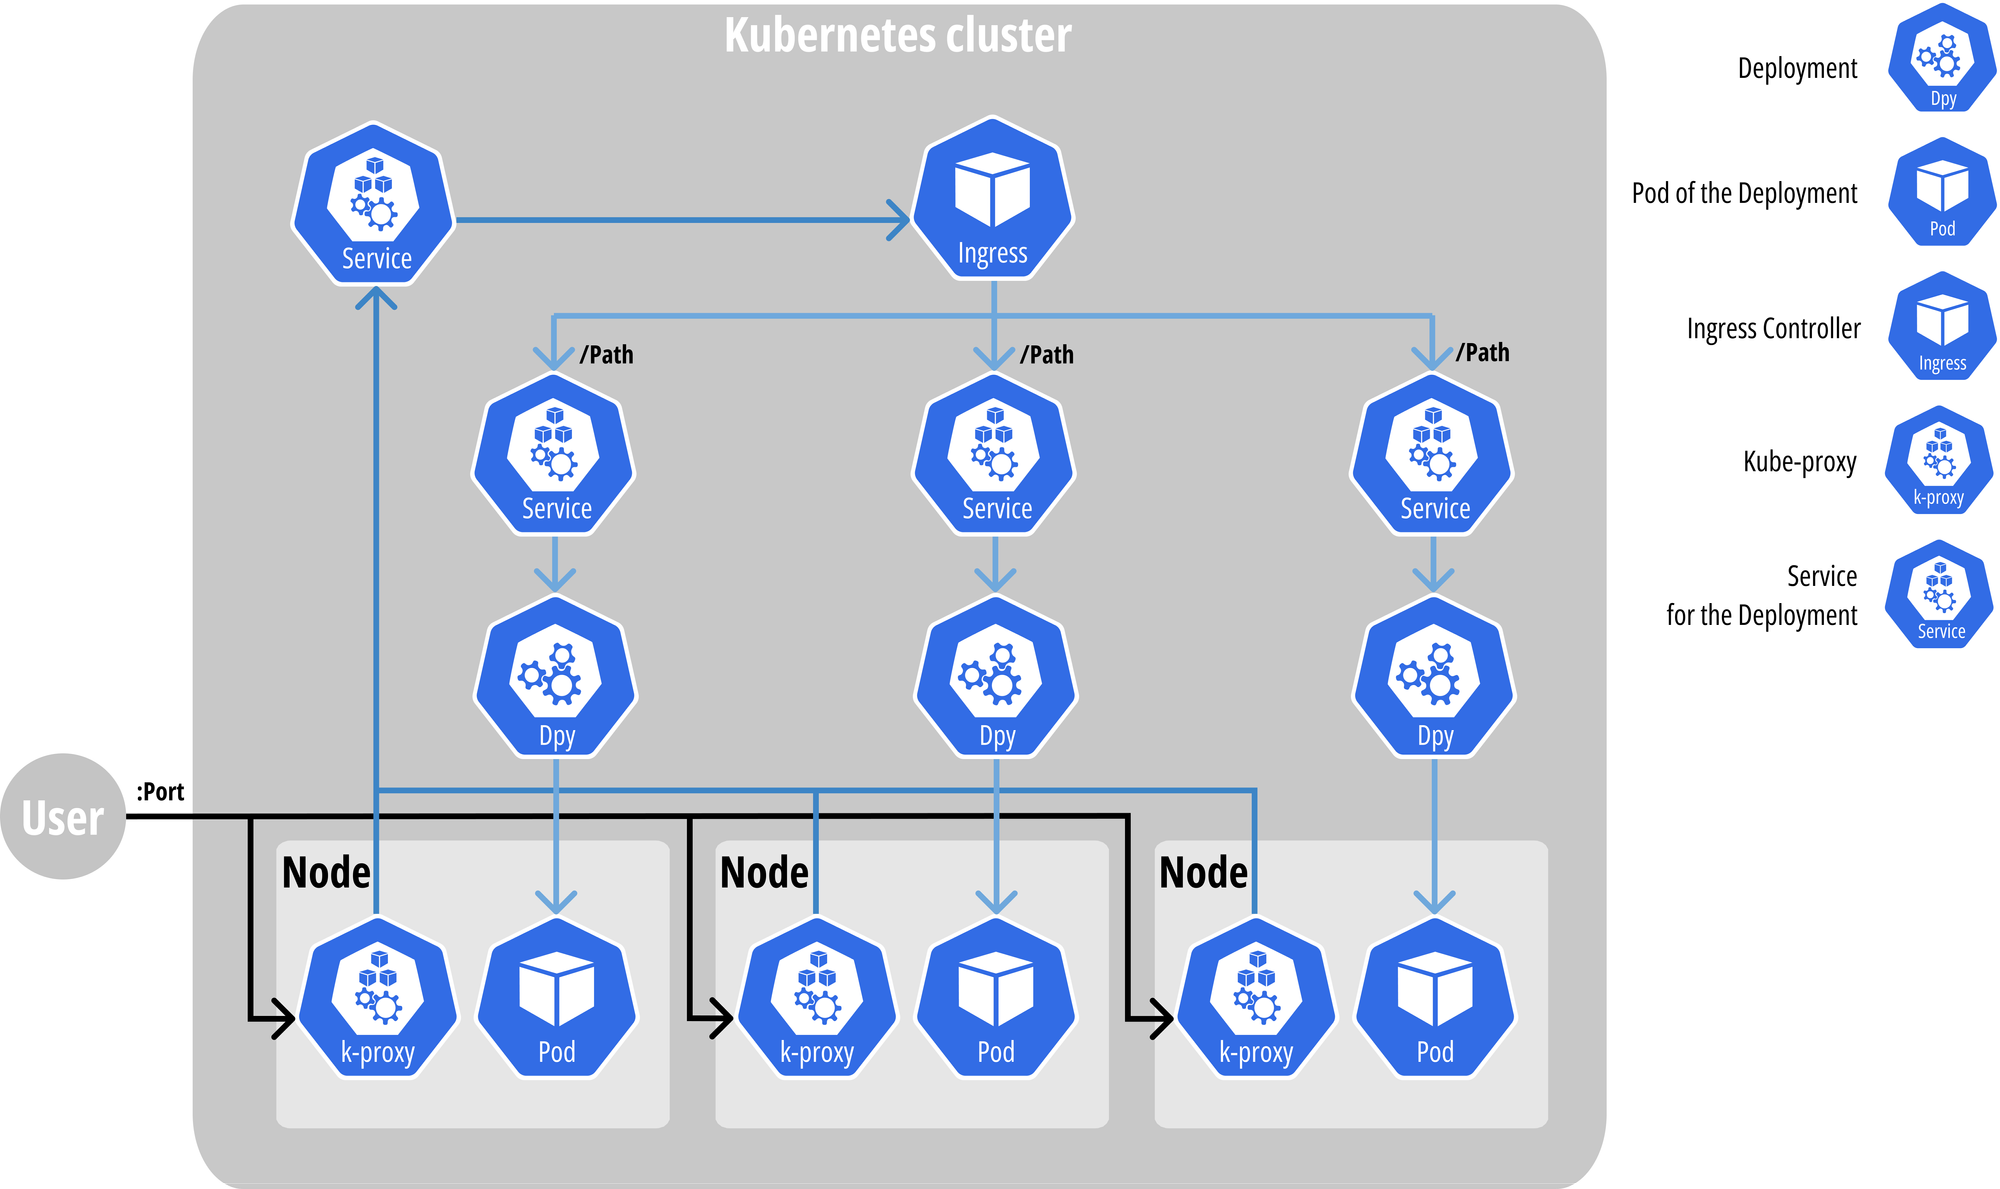 Kubernetes cluster
Service
Ingress
/Path
/Path
/Path
Service
Service
Service
Dpy
Dpy
Dpy
User
:Port
Node
Node
Node
k-proxy
Pod
k-proxy
Pod
k-proxy
Pod
Deployment
Dpy
Pod of the Deployment
Pod
Ingress Controller
Ingress
Kube-proxy
k-proxy
Service
for the Deployment
Service